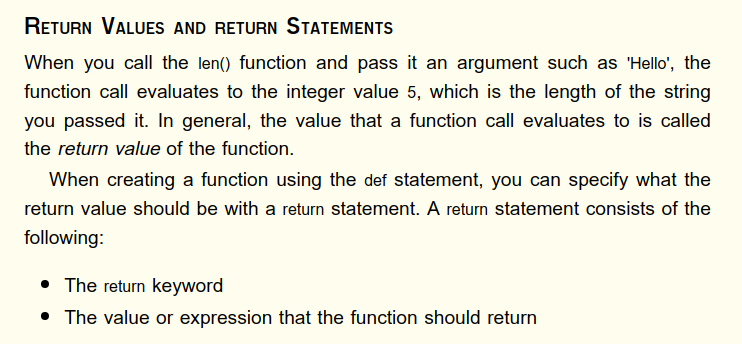 RETURN VALUES AND RETURN STATEMENTS
When you call the len() function and pass it an argument such as 'Hello', the
function call evaluates to the integer value 5, which is the length of the string
you passed it. In general, the value that a function call evaluates to is called
the return value of the function.
When creating a function using the def statement, you can specify what the
return value should be with a return statement. A return statement consists of the
following:
• The return keyword
• The value or expression that the function should return